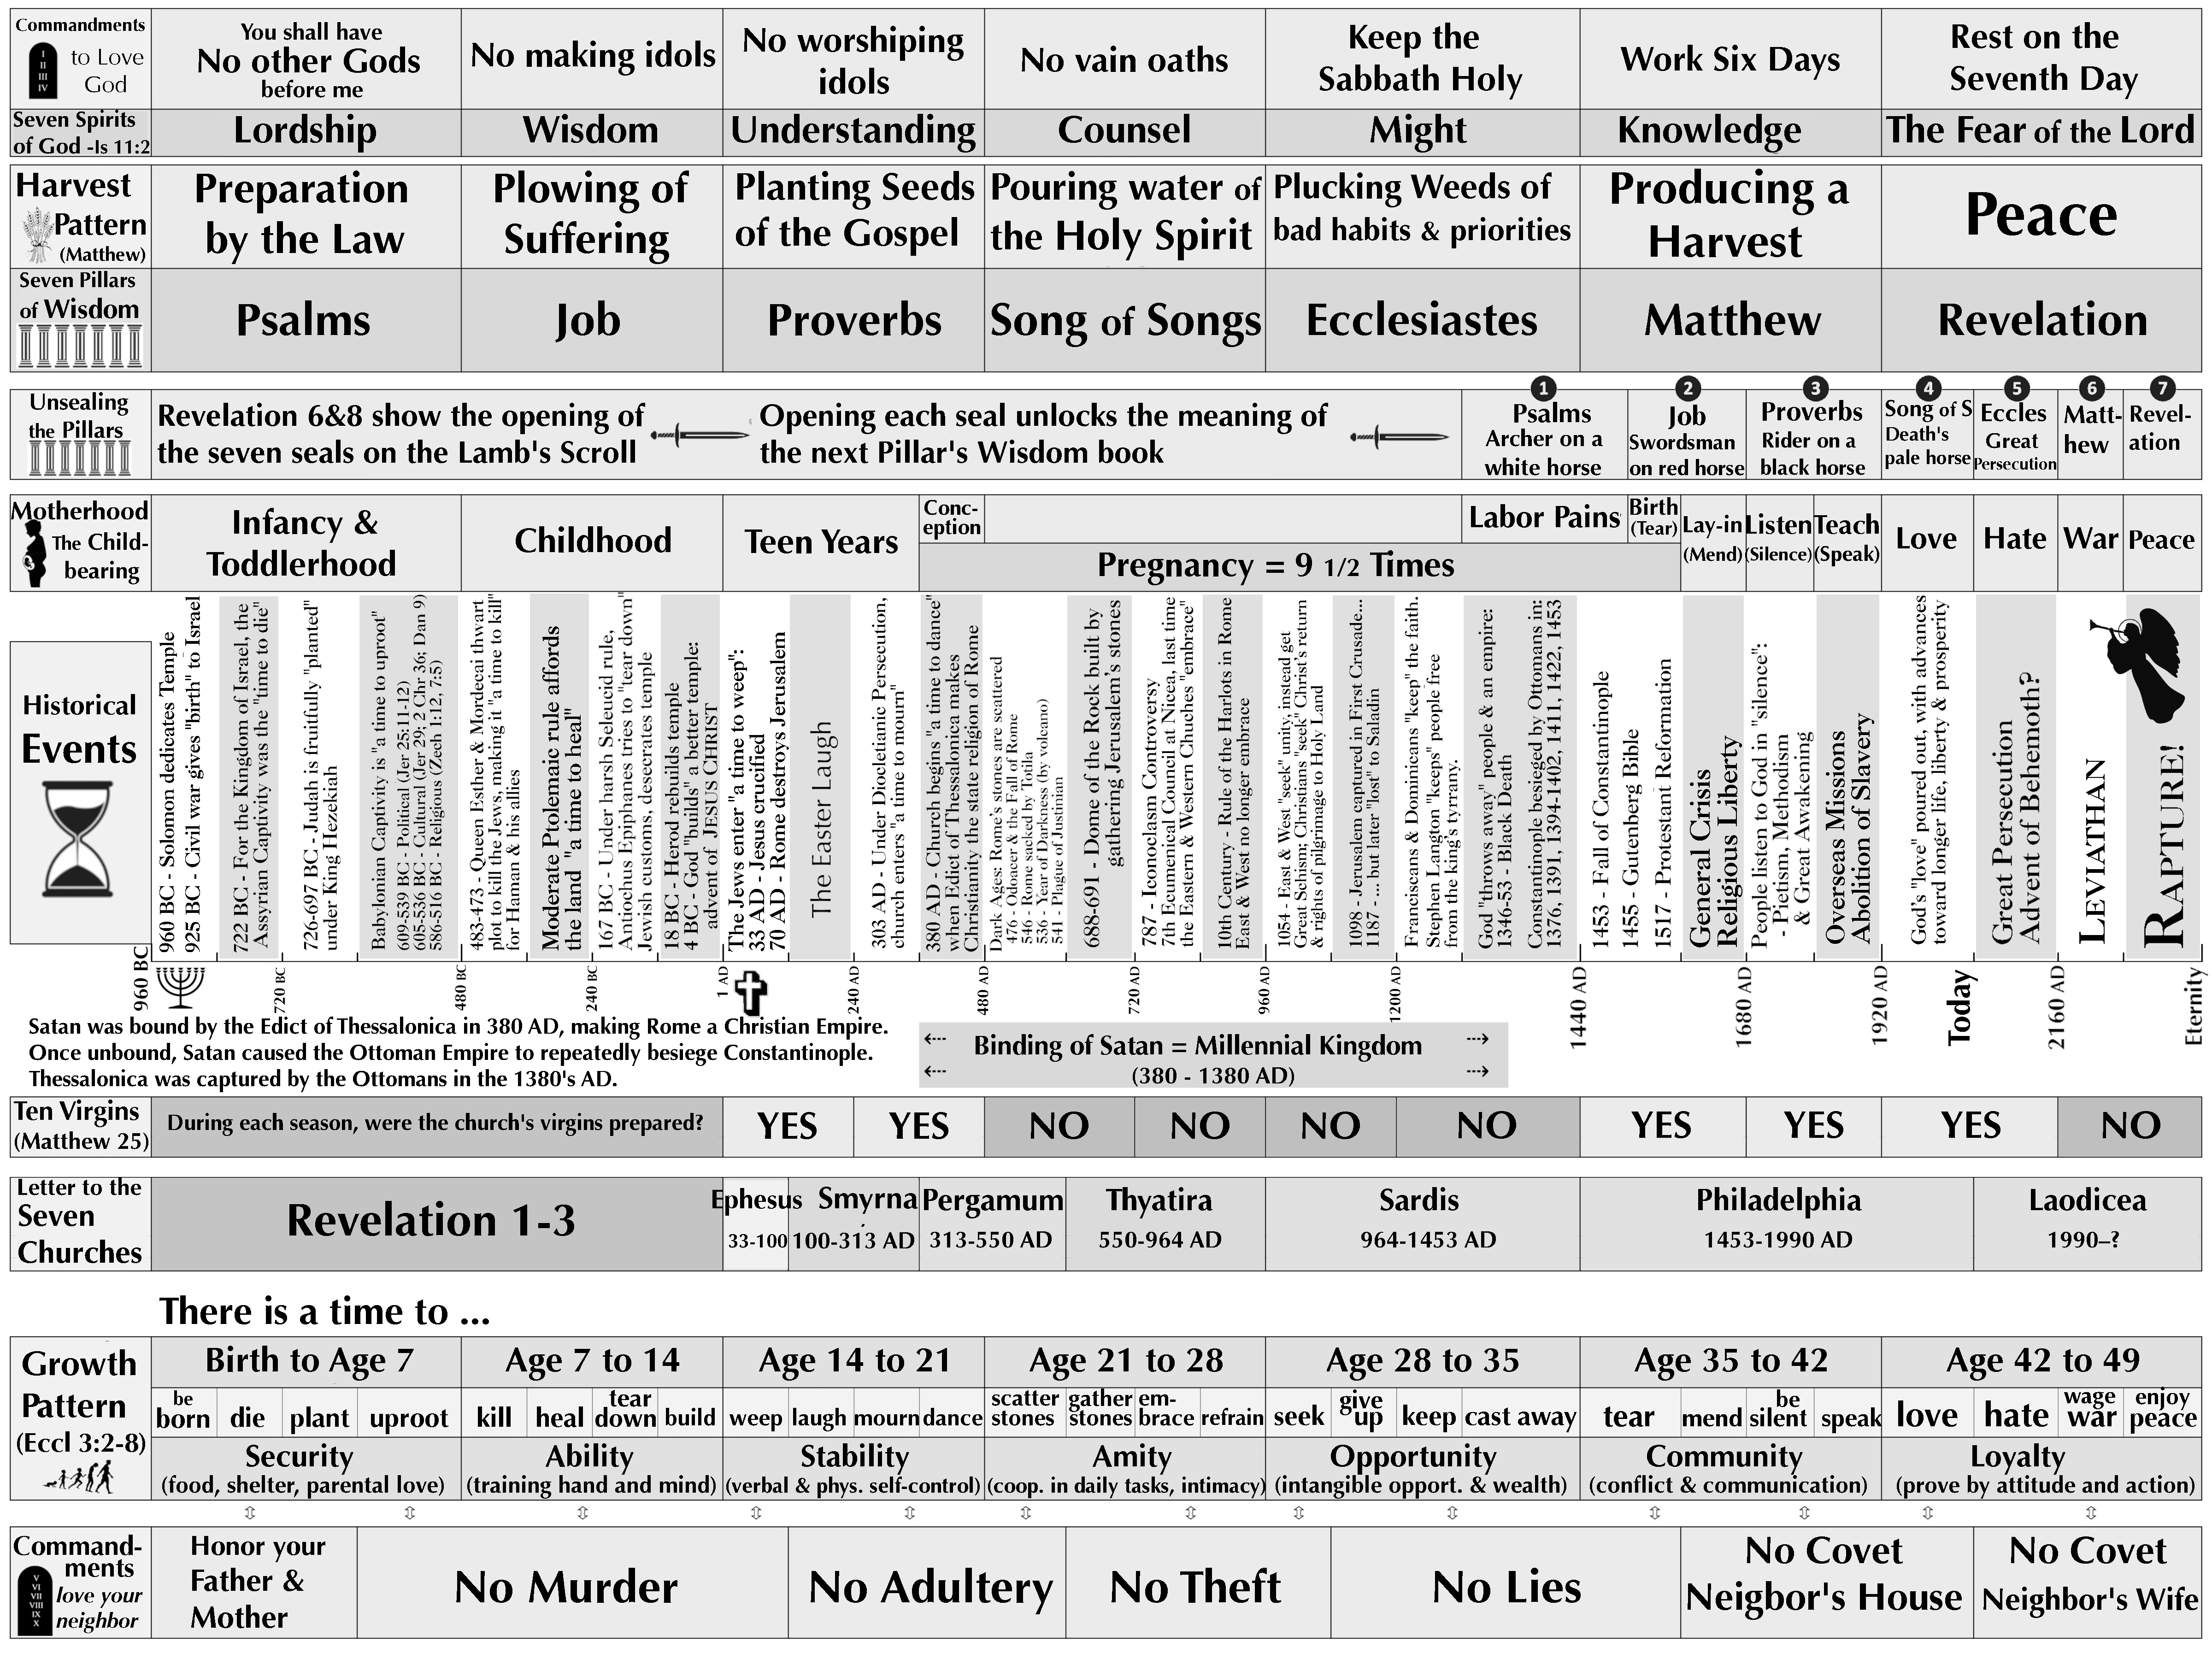 Commandments
I
II
III
IV
to Love
God
You shall have
No other Gods
before me
No making idols
No worshiping
idols
No vain oaths
Keep the
Sabbath Holy
Work Six Days
Rest on the
Seventh Day
Seven Spirits
of God -Is 11:2
Lordship
Wisdom
Understanding
Counsel
Might
Knowledge
The Fear of the Lord
Harvest
Pattern
(Matthew)
Preparation
by the Law
Plowing of
Suffering
Planting Seeds
of the Gospel
Pouring water of
the Holy Spirit
Plucking Weeds of
bad habits & priorities
Producing a
Harvest
Peace
Seven Pillars
of Wisdom
Psalms
Job
Proverbs
Song of Songs
Ecclesiastes
Matthew
Revelation
Unsealing
the Pillars
Revelation 6&8 show the opening of
the seven seals on the Lamb's Scroll
Opening each seal unlocks the meaning of
the next Pillar's Wisdom book
1
Psalms
Archer on a
white horse
2
Job
Swordsman
on red horse
3
Proverbs
Rider on a
black horse
4
Song of S
Death's
pale horse
5
Eccles
Great
Persecution
6
Matt-
hew
7
Revel-
ation
Motherhood
The Child-
bearing
Infancy &
Toddlerhood
Childhood
Teen Years
Conc-
eption
Pregnancy = 9 1/2 Times
Labor Pains
Birth
(Tear)
Lay-in
(Mend)
Listen
(Silence)
Teach
(Speak)
Love
Hate
War
Peace
Historical
Events
960 BC - Solomon dedicates Temple
925 BC - Civil war gives "birth" to Israel
722 BC - For the Kingdom of Israel, the
Assyrian Captivity was the "time to die"
726-697 BC - Judah is fruitfully "planted"
under King Hezekiah
Babylonian Captivity is "a time to uproot"
609-539 BC - Political (Jer 25:11-12)
605-536 BC - Cultural (Jer 29; 2 Chr 36; Dan 9)
586-516 BC - Religious (Zech 1:12, 7:5)
483-473 - Queen Esther & Mordecai thwart
plot to kill the Jews, making it "a time to kill"
for Haman & his allies
Moderate Ptolemaic rule affords
the land "a time to heal"
167 BC - Under harsh Seleucid rule,
Antiochus Epiphanes tries to "tear down"
Jewish customs, desecrates temple
18 BC - Herod rebuilds temple
4 BC - God "builds" a better temple:
advent of JESUS CHRIST
The Jews enter "a time to weep":
33 AD - Jesus crucified
70 AD - Rome destroys Jerusalem
The Easter Laugh
303 AD - Under Diocletianic Persecution,
church enters "a time to mourn"
380 AD - Church begins "a time to dance"
when Edict of Thessalonica makes
Christianity the state religion of Rome
Dark Ages: Rome's stones are scattered
476 - Odoacer & the Fall of Rome
546 - Rome sacked by Totila
536 - Year of Darkness (by volcano)
541 - Plague of Justinian
688-691 - Dome of the Rock built by
gathering Jerusalem's stones
787 - Iconoclasm Controversy
7th Ecumenical Council at Nicea, last time
the Eastern & Western Chuches "embrace"
10th Century - Rule of the Harlots in Rome
East & West no longer embrace
1054 - East & West "seek" unity, instead get
Great Schism; Christians "seek" Christ's return
& rights of pilgrimage to Holy Land
1098 - Jerusalem captured in First Crusade...
1187 - ... but later "lost" to Saladin
Franciscans & Dominicans "keep" the faith.
Stephen Langton "keeps" people free
from the king's tyrrany.
God "throws away" people & an empire:
1346-53 - Black Death
Constantinople besieged by Ottomans in:
1376, 1391, 1394-1402, 1411, 1422, 1453
1453 - Fall of Constantinople
1455 - Gutenberg Bible
1517 - Protestant Reformation
General Crisis
Religious Liberty
People listen to God in "silence":
- Pietism, Methodism
& Great Awakening
Overseas Missions
Abolition of Slavery
God's "love" poured out, with advances
toward longer life, liberty & prosperity
Great Persecution
Advent of Behemoth?
LEVIATHAN
RAPTURE!
960 BC
720 BC
480 BC
240 BC
1 AD
240 AD
480 AD
720 AD
960 AD
1200 AD
1440 AD
1680 AD
1920 AD
Today
2160 AD
Eternity
Satan was bound by the Edict of Thessalonica in 380 AD, making Rome a Christian Empire.
Once unbound, Satan caused the Ottoman Empire to repeatedly besiege Constantinople.
Thessalonica was captured by the Ottomans in the 1380's AD.
Binding of Satan = Millennial Kingdom
(380 - 1380 AD)
Ten Virgins
(Matthew 25)
During each season, were the church's virgins prepared?
YES
YES
NO
NO
NO
NO
YES
YES
YES
NO
Letter to the
Seven
Churches
Revelation 1-3
Ephesus
33-100
Smyrna
100-313 AD
Pergamum
313-550 AD
Thyatira
550-964 AD
Sardis
964-1453 AD
Philadelphia
1453-1990 AD
Laodicea
1990–?
There is a time to ...
Growth
Pattern
(Eccl 3:2-8)
Birth to Age 7
Age 7 to 14
Age 14 to 21
Age 21 to 28
Age 28 to 35
Age 35 to 42
Age 42 to 49
be
born
die
plant
uproot
kill
heal
tear
down
build
weep
laugh
mourn
dance
scatter
stones
gather
stones
em-
brace
refrain
seek
give
up
keep
cast away
tear
mend
be
silent
speak
love
hate
wage
war
enjoy
peace
Security
(food, shelter, parental love)
Ability
(training hand and mind)
Stability
(verbal & phys. self-control)
Amity
(coop. in daily tasks, intimacy)
Opportunity
(intangible opport. & wealth)
Community
(conflict & communication)
Loyalty
(prove by attitude and action)
Command-
ments
V
VI
VII
VIII
IX
X
love your
neighbor
Honor your
Father &
Mother
No Murder
No Adultery
No Theft
No Lies
No Covet
Neigbor's House
No Covet
Neighbor's Wife